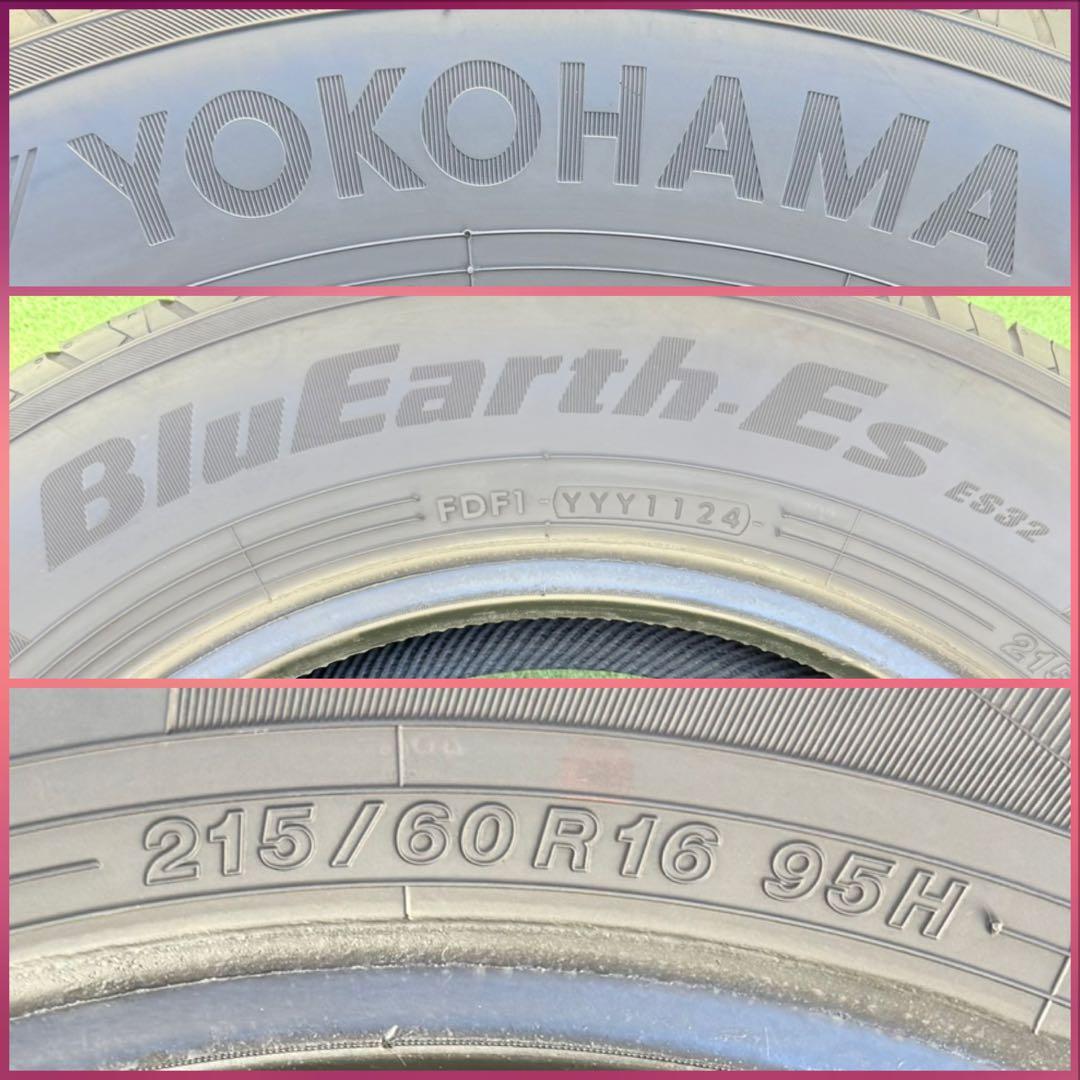 YOKOHAMA
BluEarth-Es ES32
FDF1 - YYY1124 -
215/60R16 95H